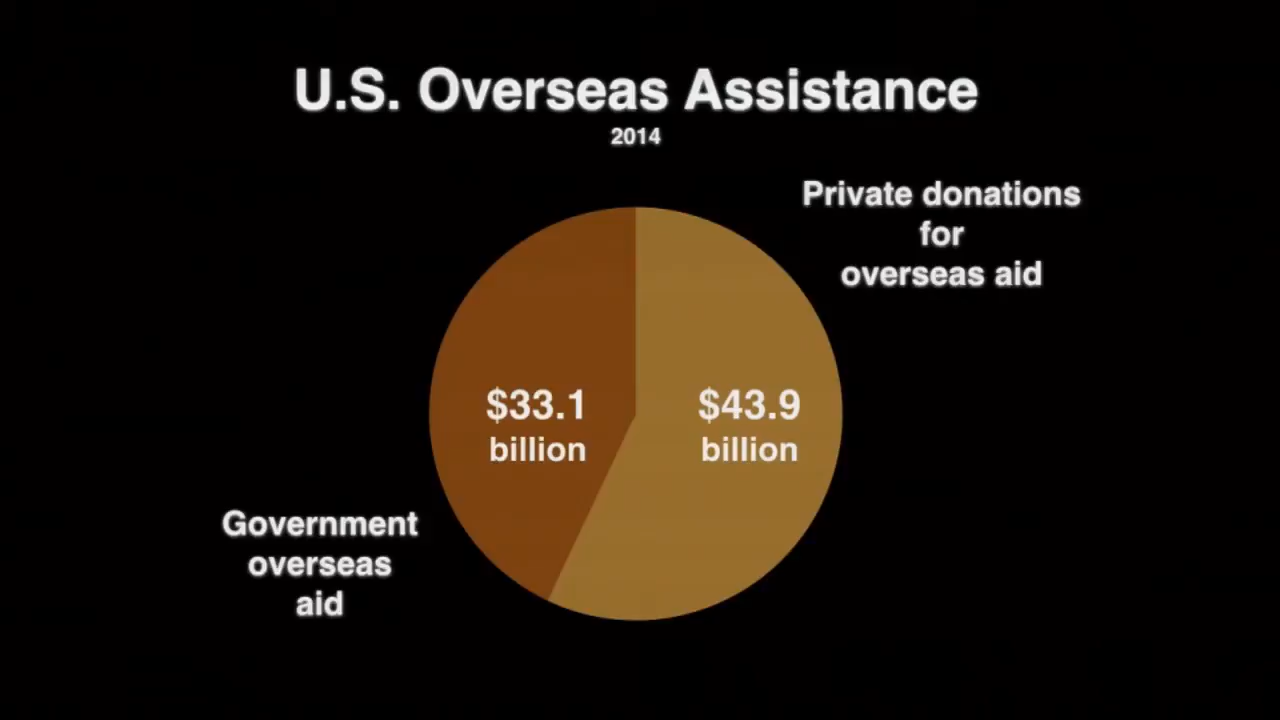 U.S. Overseas Assistance
2014
Private donations
for
overseas aid
$33.1
billion
$43.9
billion
Government
overseas
aid